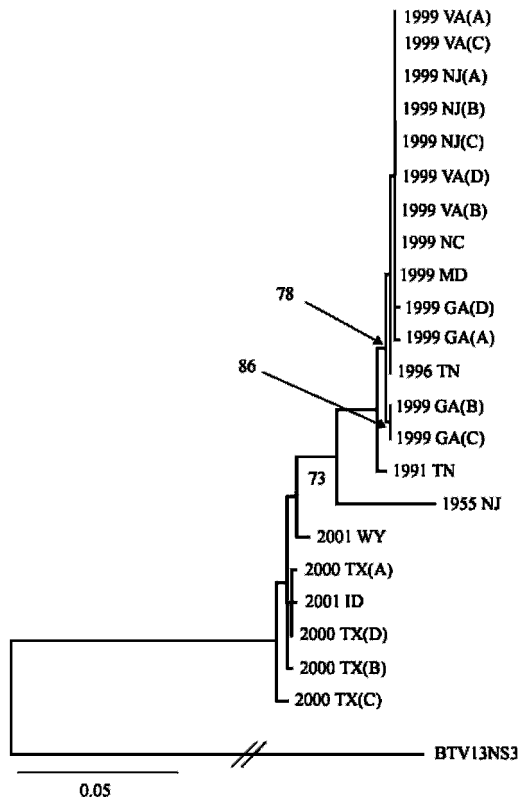 1999 VA(A)
1999 VA(C)
1999 NJ(A)
1999 NJ(B)
1999 NJ(C)
1999 VA(D)
1999 VA(B)
1999 NC
1999 MD
78
1999 GA(D)
1999 GA(A)
86
1996 TN
1999 GA(B)
1999 GA(C)
1991 TN
73
1955 NJ
2001 WY
2000 TX(A)
2001 ID
2000 TX(D)
2000 TX(B)
2000 TX(C)
BTV13NS3
0.05